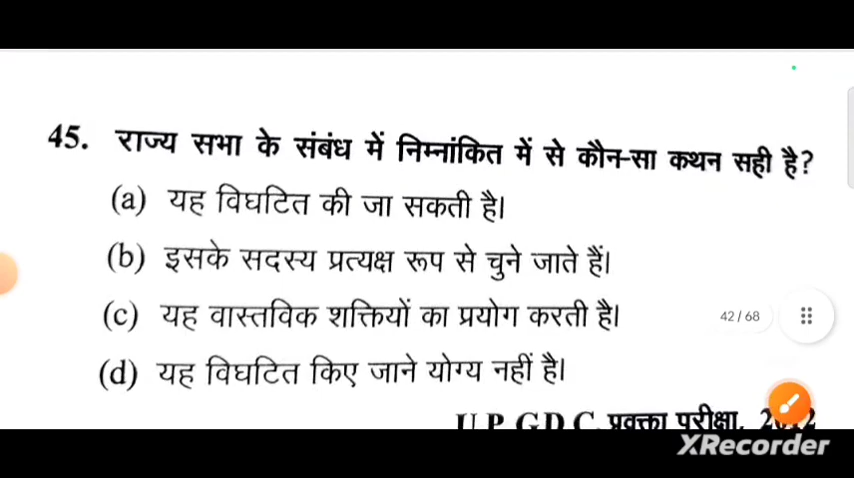 45. राज्य सभा के संबंध में निम्नांकित में से कौन-सा कथन सही है?
(a) यह विघटित की जा सकती है।
(b) इसके सदस्य प्रत्यक्ष रूप से चुने जाते हैं।
(c) यह वास्तविक शक्तियों का प्रयोग करती है।
42 / 68
(d) यह विघटित किए जाने योग्य नहीं है।
U.P. G.D.C. प्रवक्ता परीक्षा,
XRecorder